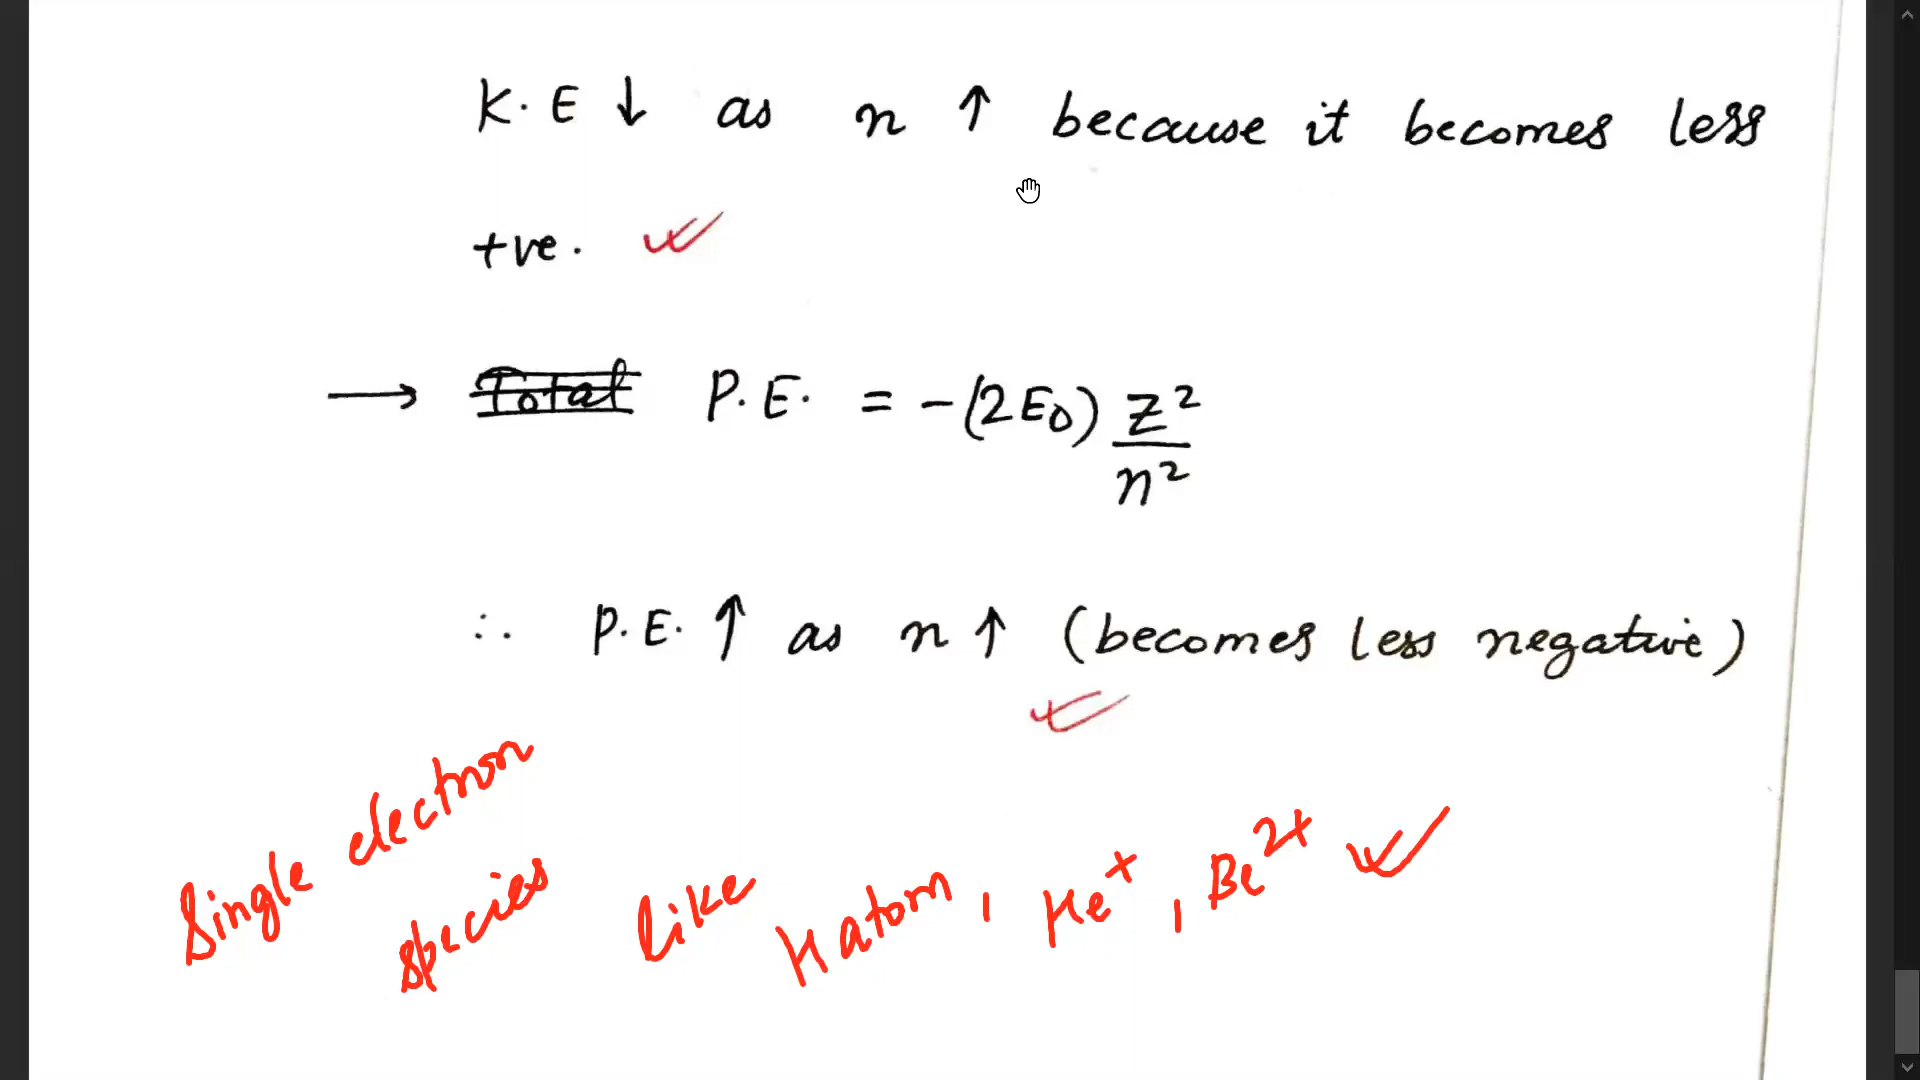 K.E ↓ as n ↑ because it becomes less
+ve.
→ Total P.E. = -(2E₀) Z²/n²
∴ P.E. ↑ as n ↑ (becomes less negative)
Single electron
species like H atom, He⁺, Be²⁺